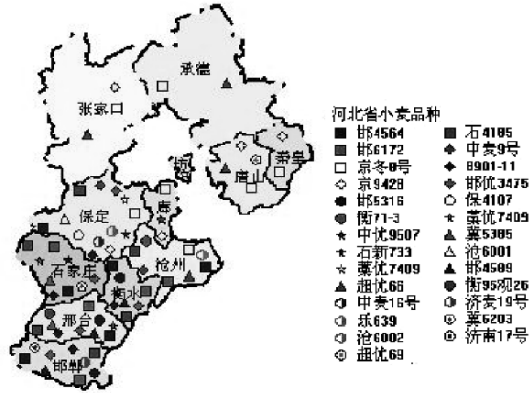 承德
张家口
秦皇
唐山
廊
保定
石家庄
沧州
衡水
邢台
邯郸
河北省小麦品种
邯4564
邯6172
京冬8号
京9428
邯5316
衡71-3
中优9507
石新733
藁优7409
超优66
中麦16号
乐639
沧6002
超优69
石4185
中麦9号
8901-11
邯优3475
保4107
藁优7409
冀5385
沧6001
邯4589
衡95观26
济麦19号
冀6203
济南17号